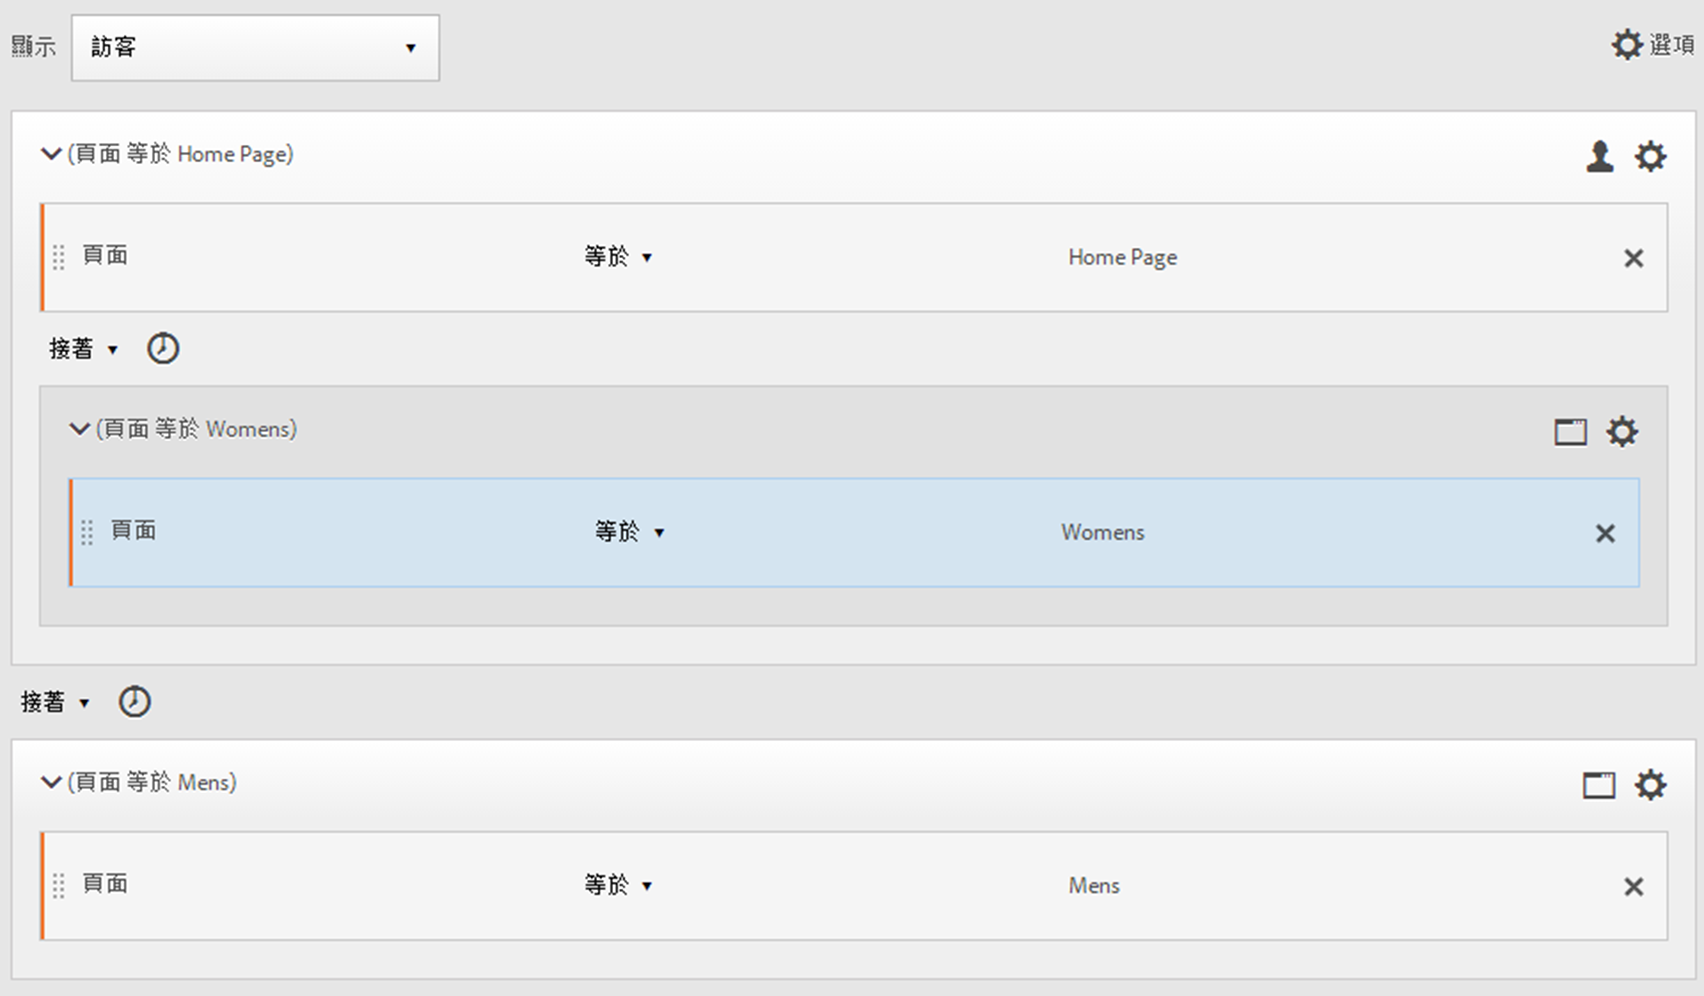 顯示 訪客 選項
(頁面 等於 Home Page)
頁面 等於 Home Page
接著
(頁面 等於 Womens)
頁面 等於 Womens
接著
(頁面 等於 Mens)
頁面 等於 Mens